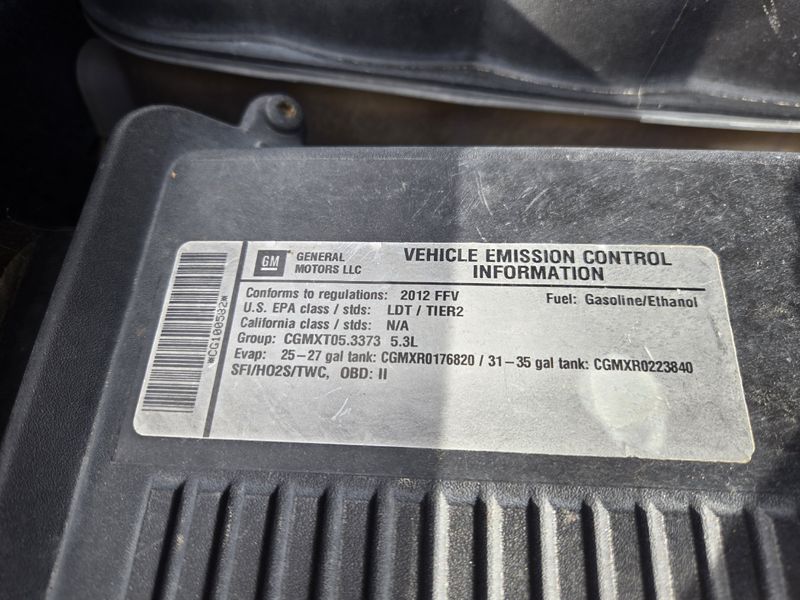 GM
GENERAL
MOTORS LLC
VEHICLE EMISSION CONTROL
INFORMATION
Conforms to regulations: 2012 FFV
Fuel: Gasoline/Ethanol
U.S. EPA class / stds: LDT / TIER2
California class / stds: N/A
Group: CGMXT05.3373 5.3L
Evap: 25-27 gal tank: CGMXR0176820 / 31-35 gal tank: CGMXR0223840
SFI/HO2S/TWC, OBD: II
*CG100582*